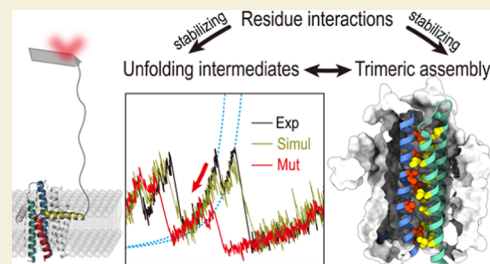 Residue interactions
stabilizing
stabilizing
Unfolding intermediates
Trimeric assembly
Exp
Simul
Mut